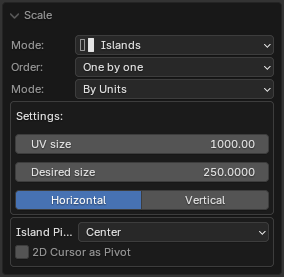 Scale
Mode: Islands
Order: One by one
Mode: By Units
Settings:
UV size 1000.00
Desired size 250.0000
Horizontal Vertical
Island Pi... Center
2D Cursor as Pivot